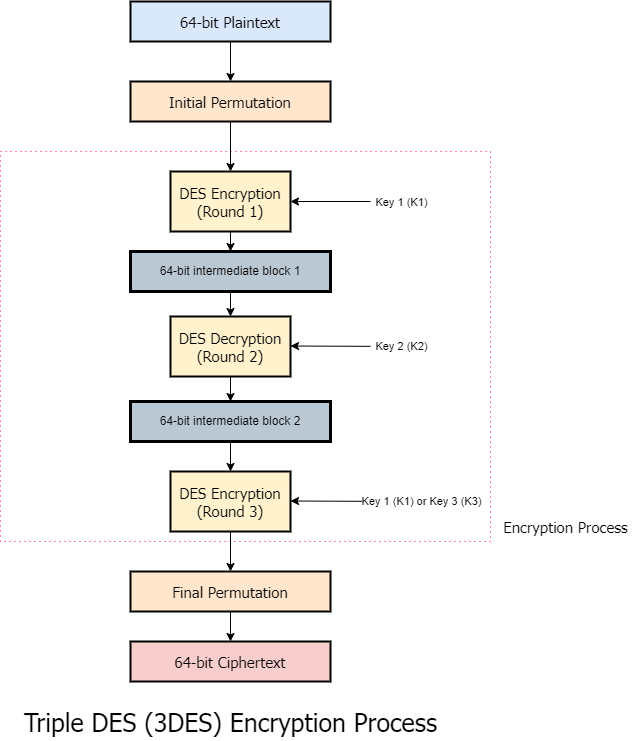 64-bit Plaintext
Initial Permutation
DES Encryption
(Round 1)
Key 1 (K1)
64-bit intermediate block 1
DES Decryption
(Round 2)
Key 2 (K2)
64-bit intermediate block 2
DES Encryption
(Round 3)
Key 1 (K1) or Key 3 (K3)
Encryption Process
Final Permutation
64-bit Ciphertext
Triple DES (3DES) Encryption Process